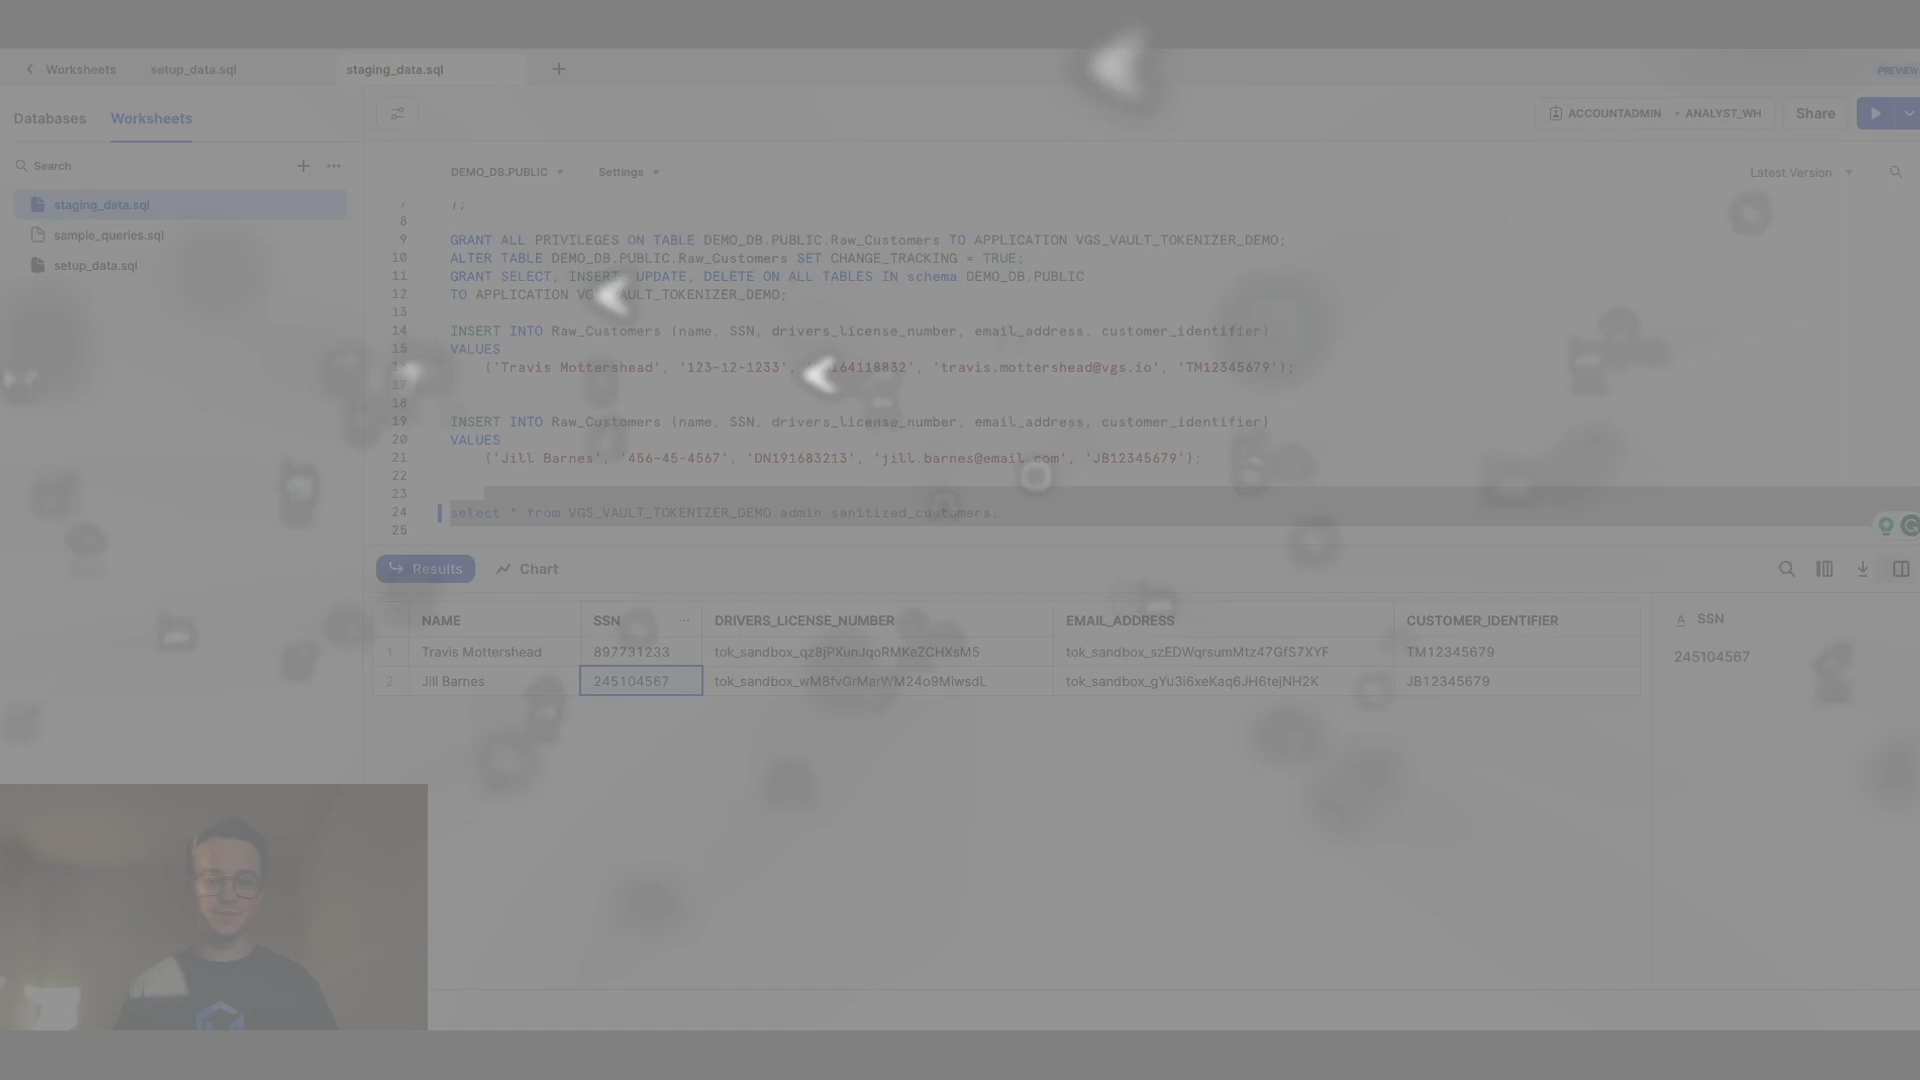 Worksheets
setup_data.sql
staging_data.sql
PREVIEW
Databases
Worksheets
ACCOUNTADMIN
ANALYST_WH
Share
Search
DEMO_DB.PUBLIC
Settings
Latest Version
staging_data.sql
sample_queries.sql
setup_data.sql
7 );
8
9 GRANT ALL PRIVILEGES ON TABLE DEMO_DB.PUBLIC.Raw_Customers TO APPLICATION VGS_VAULT_TOKENIZER_DEMO;
10 ALTER TABLE DEMO_DB.PUBLIC.Raw_Customers SET CHANGE_TRACKING = TRUE;
11 GRANT SELECT, INSERT, UPDATE, DELETE ON ALL TABLES IN schema DEMO_DB.PUBLIC
12 TO APPLICATION VGS_VAULT_TOKENIZER_DEMO;
13
14 INSERT INTO Raw_Customers (name, SSN, drivers_license_number, email_address, customer_identifier)
15 VALUES
('Travis Mottershead', '123-12-1233', 'travis.mottershead@vgs.io', 'TM12345679');
17
18
19 INSERT INTO Raw_Customers (name, SSN, drivers_license_number, email_address, customer_identifier)
20 VALUES
21 ('Jill Barnes', '456-45-4567', 'DN191683213', 'jill.barnes@email.com', 'JB12345679');
22
23
24 select * from VGS_VAULT_TOKENIZER_DEMO.admin.sanitized_customers;
25
Results
Chart
NAME SSN ... DRIVERS_LICENSE_NUMBER EMAIL_ADDRESS CUSTOMER_IDENTIFIER
1 Travis Mottershead 897731233 tok_sandbox_qz8jPXunJqoRMKeZCHXsM5 tok_sandbox_szEDWqrsumMtz47GfS7XYF TM12345679
2 Jill Barnes 245104567 tok_sandbox_wM8fvGrMarWM24o9MiwsdL tok_sandbox_gYu3i6xeKaq6JH6tejNH2K JB12345679
A SSN
245104567